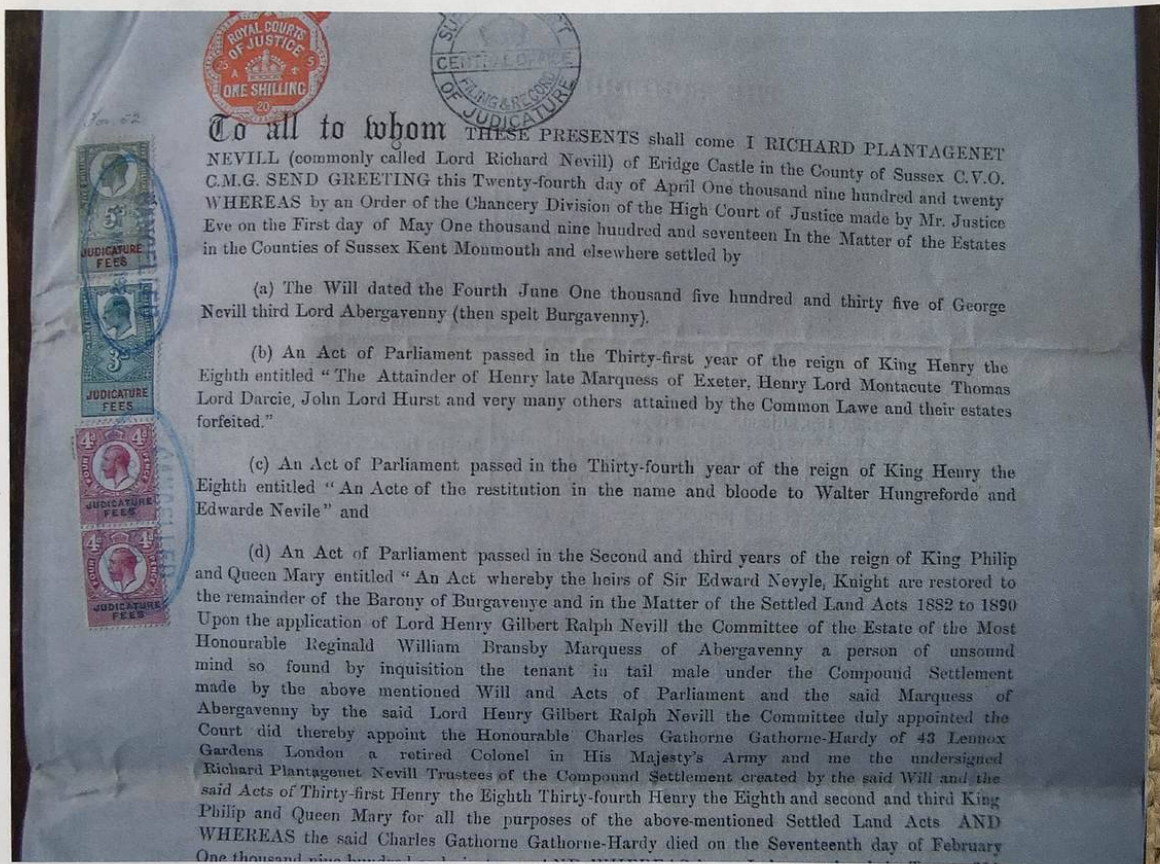 ROYAL COURTS
OF JUSTICE
25 A 4 5
ONE SHILLING
20
CENTRAL OFFICE
FILING & RECORD
OF JUDICATURE
To all to whom THESE PRESENTS shall come I RICHARD PLANTAGENET
NEVILL (commonly called Lord Richard Nevill) of Eridge Castle in the County of Sussex C.V.O.
C.M.G. SEND GREETING this Twenty-fourth day of April One thousand nine hundred and twenty
WHEREAS by an Order of the Chancery Division of the High Court of Justice made by Mr. Justice
Eve on the First day of May One thousand nine hundred and seventeen In the Matter of the Estates
in the Counties of Sussex Kent Monmouth and elsewhere settled by
(a) The Will dated the Fourth June One thousand five hundred and thirty five of George
Nevill third Lord Abergavenny (then spelt Burgavenny).
(b) An Act of Parliament passed in the Thirty-first year of the reign of King Henry the
Eighth entitled “ The Attainder of Henry late Marquess of Exeter, Henry Lord Montacute Thomas
Lord Darcie, John Lord Hurst and very many others attained by the Common Lawe and their estates
forfeited.”
(c) An Act of Parliament passed in the Thirty-fourth year of the reign of King Henry the
Eighth entitled “ An Acte of the restitution in the name and bloode to Walter Hungreforde and
Edwarde Nevile ” and
(d) An Act of Parliament passed in the Second and third years of the reign of King Philip
and Queen Mary entitled “ An Act whereby the heirs of Sir Edward Nevyle, Knight are restored to
the remainder of the Barony of Burgavenye and in the Matter of the Settled Land Acts 1882 to 1890
Upon the application of Lord Henry Gilbert Ralph Nevill the Committee of the Estate of the Most
Honourable Reginald William Bransby Marquess of Abergavenny a person of unsound
mind so found by inquisition the tenant in tail male under the Compound Settlement
made by the above mentioned Will and Acts of Parliament and the said Marquess of
Abergavenny by the said Lord Henry Gilbert Ralph Nevill the Committee duly appointed the
Court did thereby appoint the Honourable Charles Gathorne Gathorne-Hardy of 43 Lennox
Gardens London a retired Colonel in His Majesty's Army and me the undersigned
Richard Plantagenet Nevill Trustees of the Compound Settlement created by the said Will and the
said Acts of Thirty-first Henry the Eighth Thirty-fourth Henry the Eighth and second and third King
Philip and Queen Mary for all the purposes of the above-mentioned Settled Land Acts AND
WHEREAS the said Charles Gathorne Gathorne-Hardy died on the Seventeenth day of February
One thousand nine hundred
5s
JUDICATURE
FEES
3
JUDICATURE
FEES
4d 4d
FOUR PENCE
JUDICATURE
FEES
4d 4d
FOUR PENCE
JUDICATURE
FEES
CANCELLED
CANCELLED